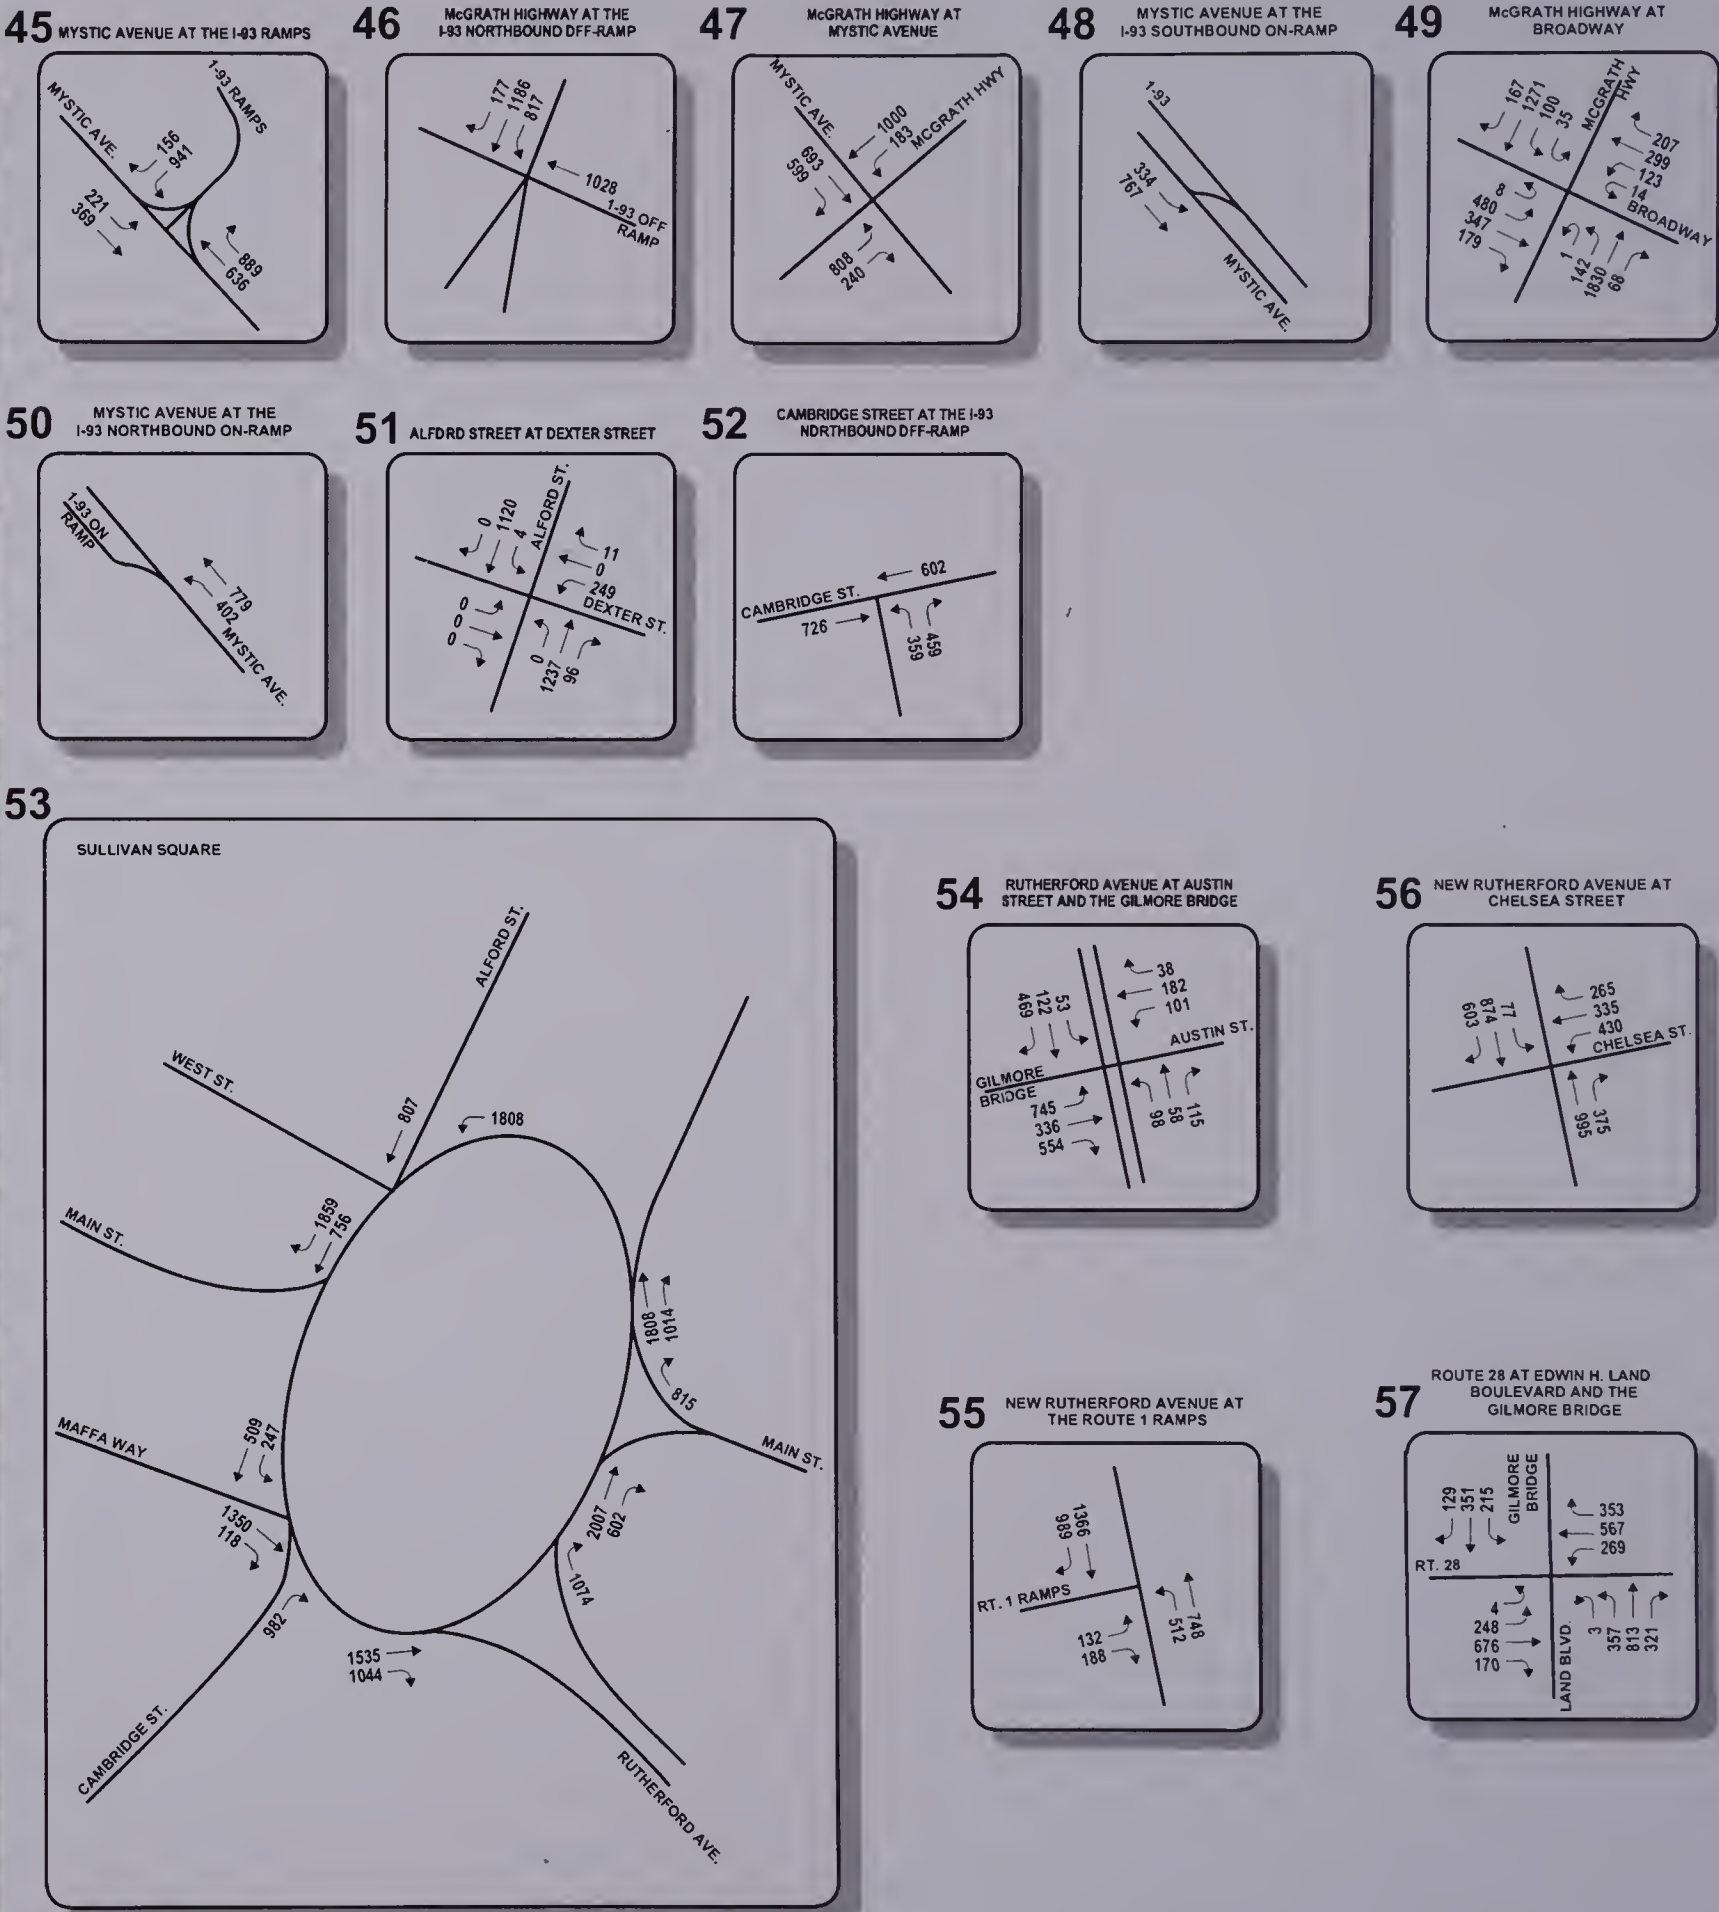 45 MYSTIC AVENUE AT THE I-93 RAMPS
MYSTIC AVE.
1-93 RAMPS
156
941
221
369
889
636
46 McGRATH HIGHWAY AT THE
I-93 NORTHBOUND DFF-RAMP
177
1186
817
1028
1-93 OFF
RAMP
47 McGRATH HIGHWAY AT
MYSTIC AVENUE
MYSTIC AVE.
MCGRATH HWY
1000
183
693
599
808
240
48 MYSTIC AVENUE AT THE
I-93 SOUTHBOUND ON-RAMP
1-93
334
767
MYSTIC AVE.
49 McGRATH HIGHWAY AT
BROADWAY
167
1271
100
35
MCGRATH
HWY
207
299
123
14
BROADWAY
8
480
347
179
1
142
1830
68
50 MYSTIC AVENUE AT THE
I-93 NORTHBOUND ON-RAMP
1-93 ON
RAMP
779
402
MYSTIC AVE.
51 ALFDRD STREET AT DEXTER STREET
0
1120
4
ALFORD ST.
11
0
249
DEXTER ST.
0
0
0
0
1237
96
52 CAMBRIDGE STREET AT THE I-93
NDRTHBOUND DFF-RAMP
602
CAMBRIDGE ST.
726
359
459
53
SULLIVAN SQUARE
ALFORD ST.
WEST ST.
807
1808
MAIN ST.
1859
756
1808
1014
815
MAIN ST.
MAFFA WAY
509
247
1350
118
2007
602
1074
982
1535
1044
CAMBRIDGE ST.
RUTHERFORD AVE.
54 RUTHERFORD AVENUE AT AUSTIN
STREET AND THE GILMORE BRIDGE
469
122
53
38
182
101
AUSTIN ST.
GILMORE
BRIDGE
745
336
554
98
58
115
56 NEW RUTHERFORD AVENUE AT
CHELSEA STREET
603
874
77
265
335
430
CHELSEA ST.
995
375
55 NEW RUTHERFORD AVENUE AT
THE ROUTE 1 RAMPS
989
1366
RT. 1 RAMPS
132
188
512
748
57 ROUTE 28 AT EDWIN H. LAND
BOULEVARD AND THE
GILMORE BRIDGE
129
351
215
GILMORE
BRIDGE
353
567
269
RT. 28
4
248
676
170
LAND BLVD.
3
357
813
321